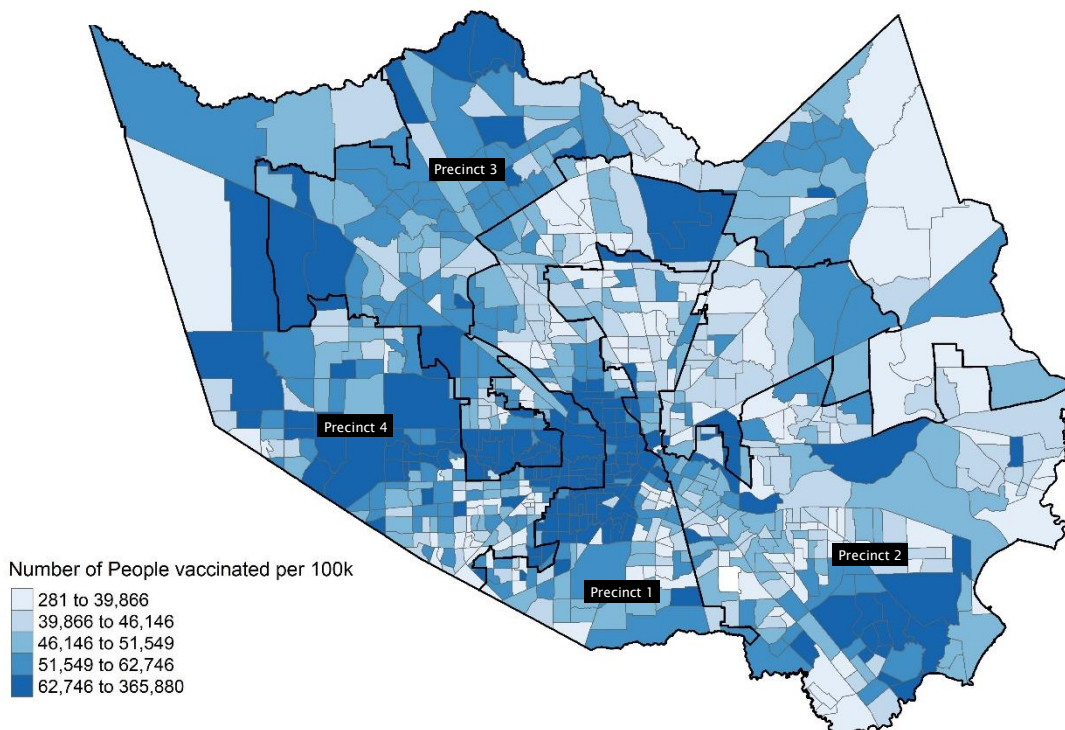 Precinct 3
Precinct 4
Precinct 2
Number of People vaccinated per 100k
Precinct 1
281 to 39,866
39,866 to 46,146
46,146 to 51,549
51,549 to 62,746
62,746 to 365,880